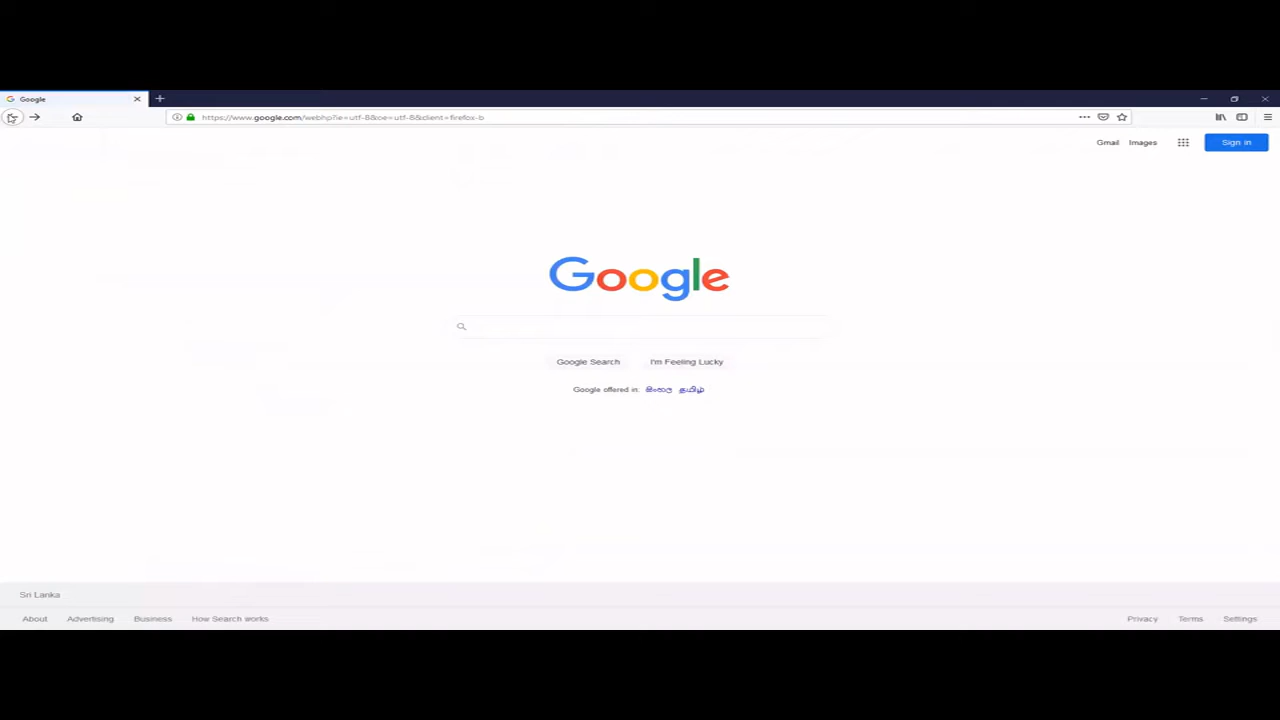 Google
https://www.google.com/webhp?ie=utf-8&oe=utf-8&client=firefox-b
Gmail Images Sign in
Google
Google Search I'm Feeling Lucky
Google offered in: සිංහල தமிழ்
Sri Lanka
About Advertising Business How Search works Privacy Terms Settings